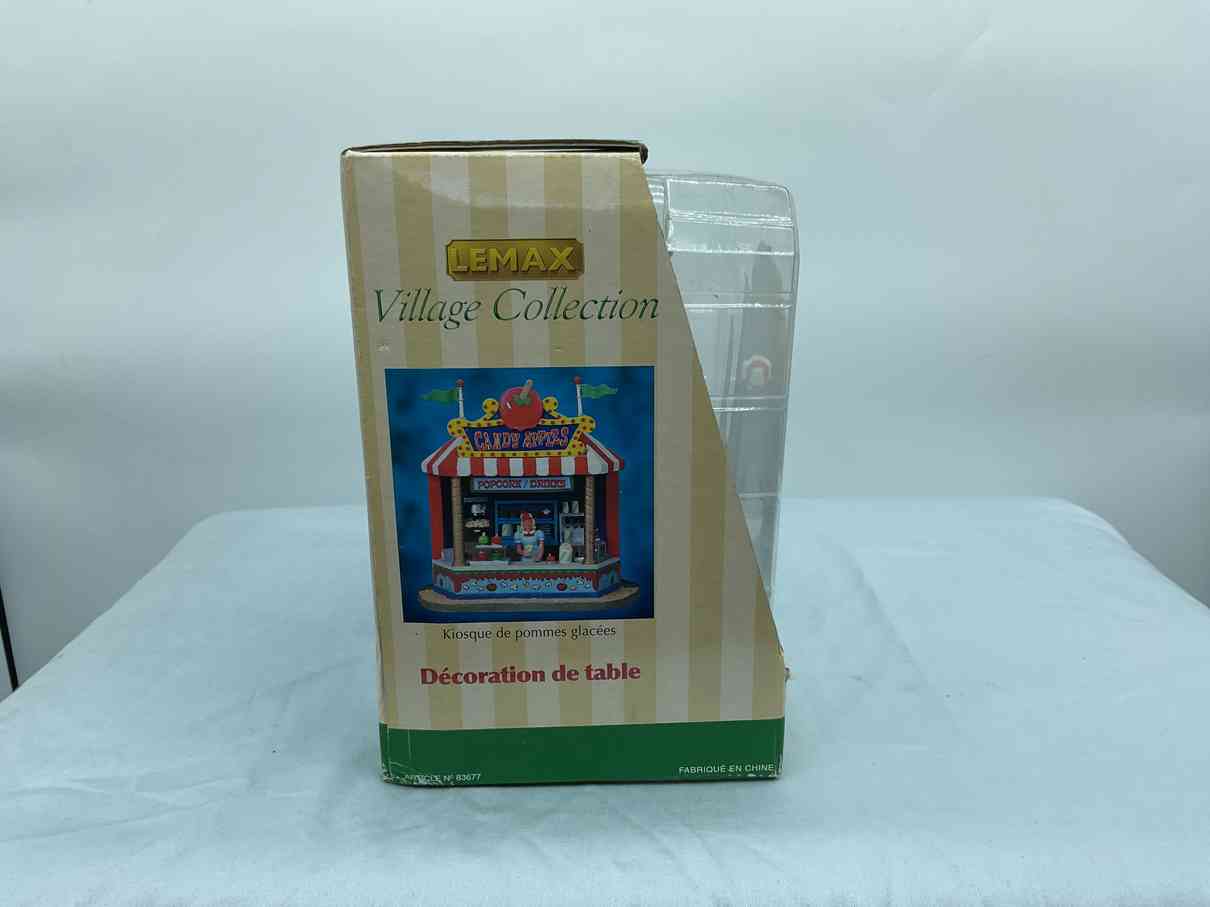 LEMAX
Village Collection
CANDY APPLES
POPCORN / DRINKS
Kiosque de pommes glacées
Décoration de table
ARTICLE Nº 83677
FABRIQUÉ EN CHINE